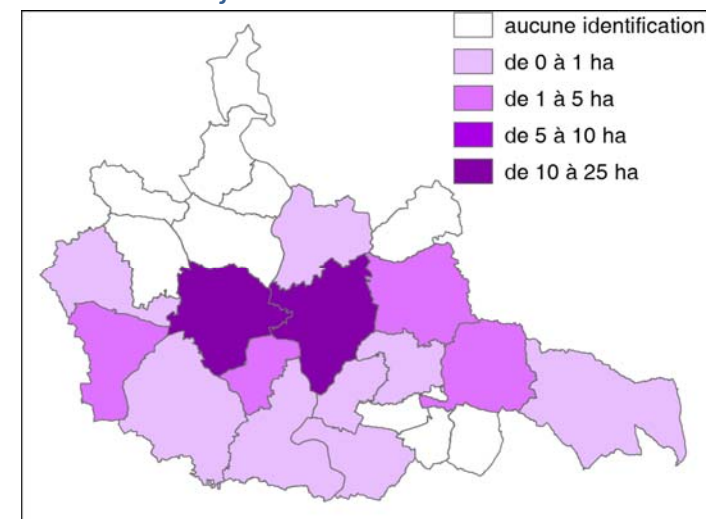 aucune identification
de 0 à 1 ha
de 1 à 5 ha
de 5 à 10 ha
de 10 à 25 ha